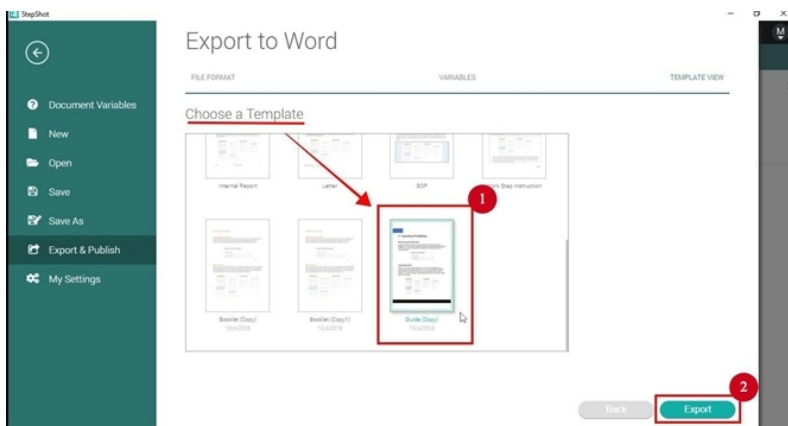 StepShot
M
Export to Word
FILE FORMAT
VARIABLES
TEMPLATE VIEW
Document Variables
New
Open
Save
Save As
Export & Publish
My Settings
Choose a Template
Internal Report
Letter
SOP
Work Step Instruction
1
Booklet (Copy)
10/4/2018
Booklet (Copy1)
10/4/2018
Guide (Copy)
10/4/2018
2
Back
Export